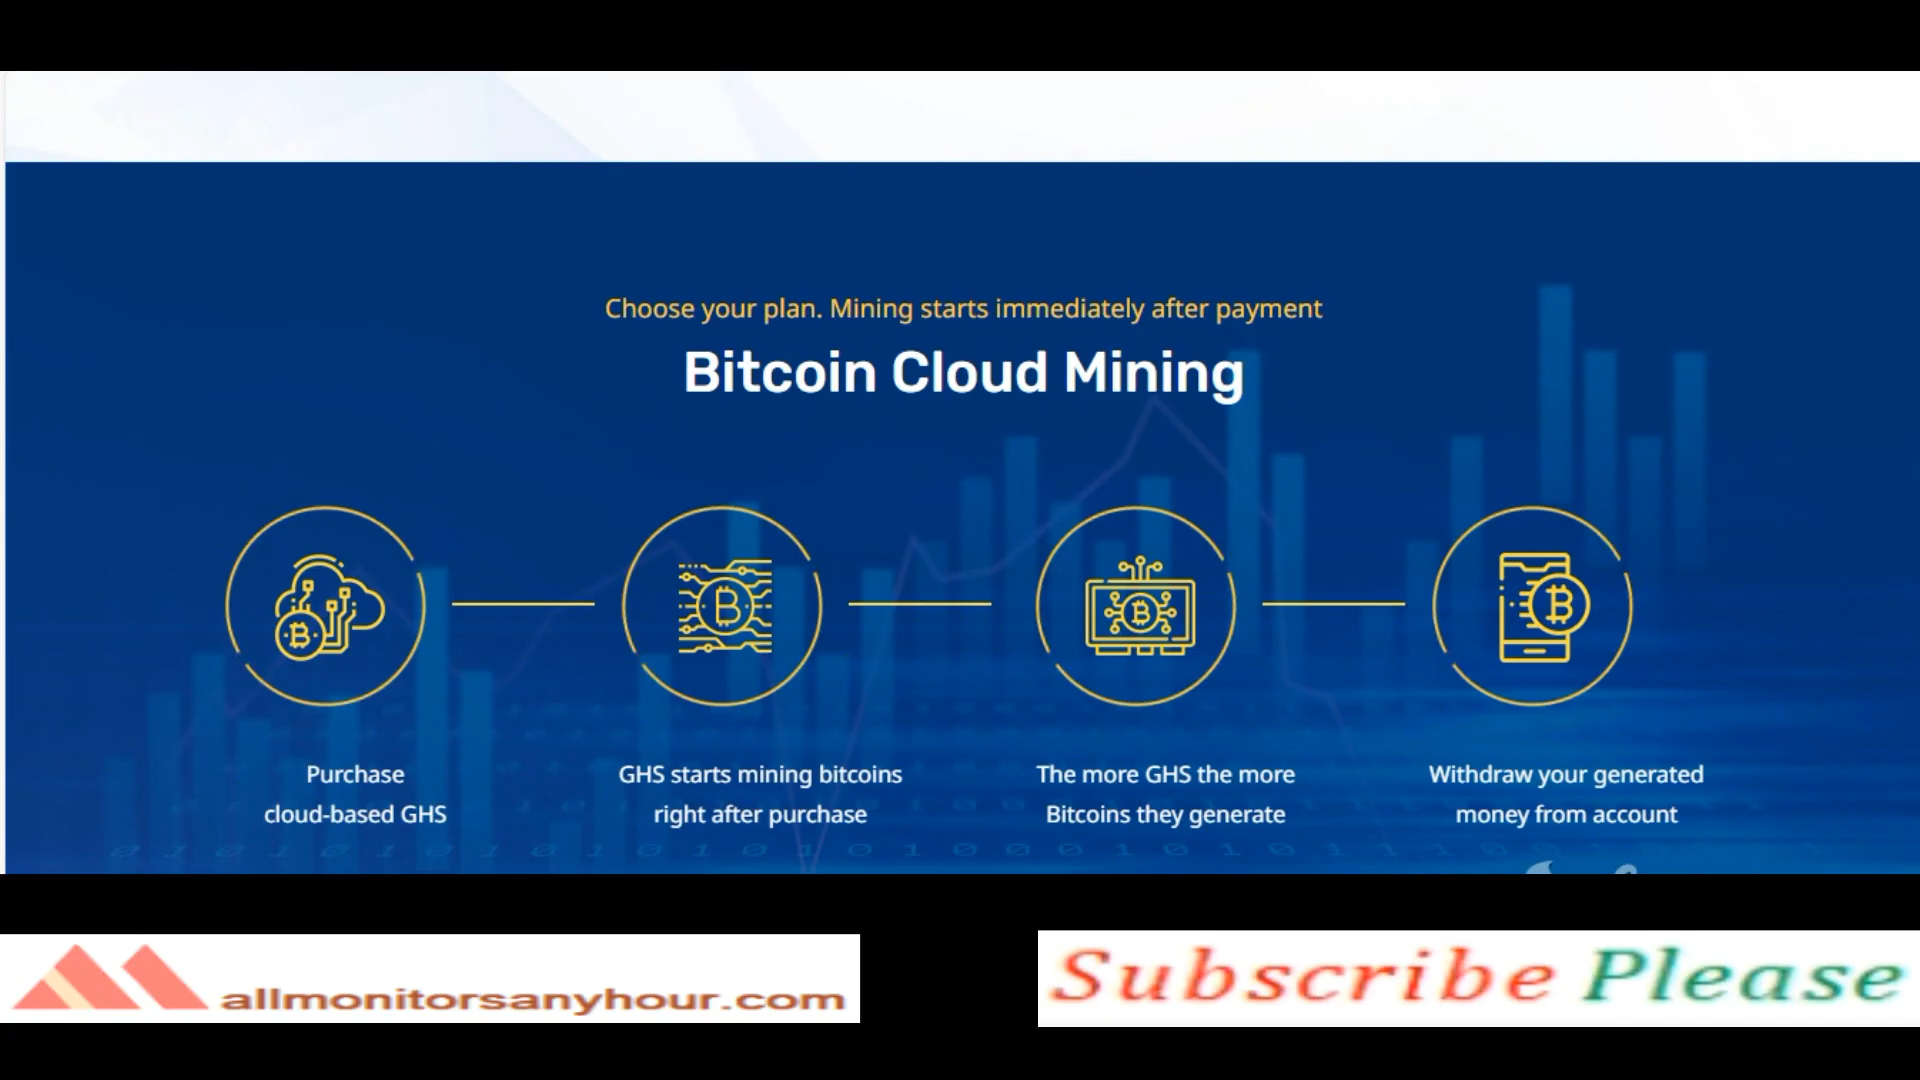 Choose your plan. Mining starts immediately after payment
Bitcoin Cloud Mining
Purchase
cloud-based GHS
GHS starts mining bitcoins
right after purchase
The more GHS the more
Bitcoins they generate
Withdraw your generated
money from account
allmonitorsanyhour.com
Subscribe Please